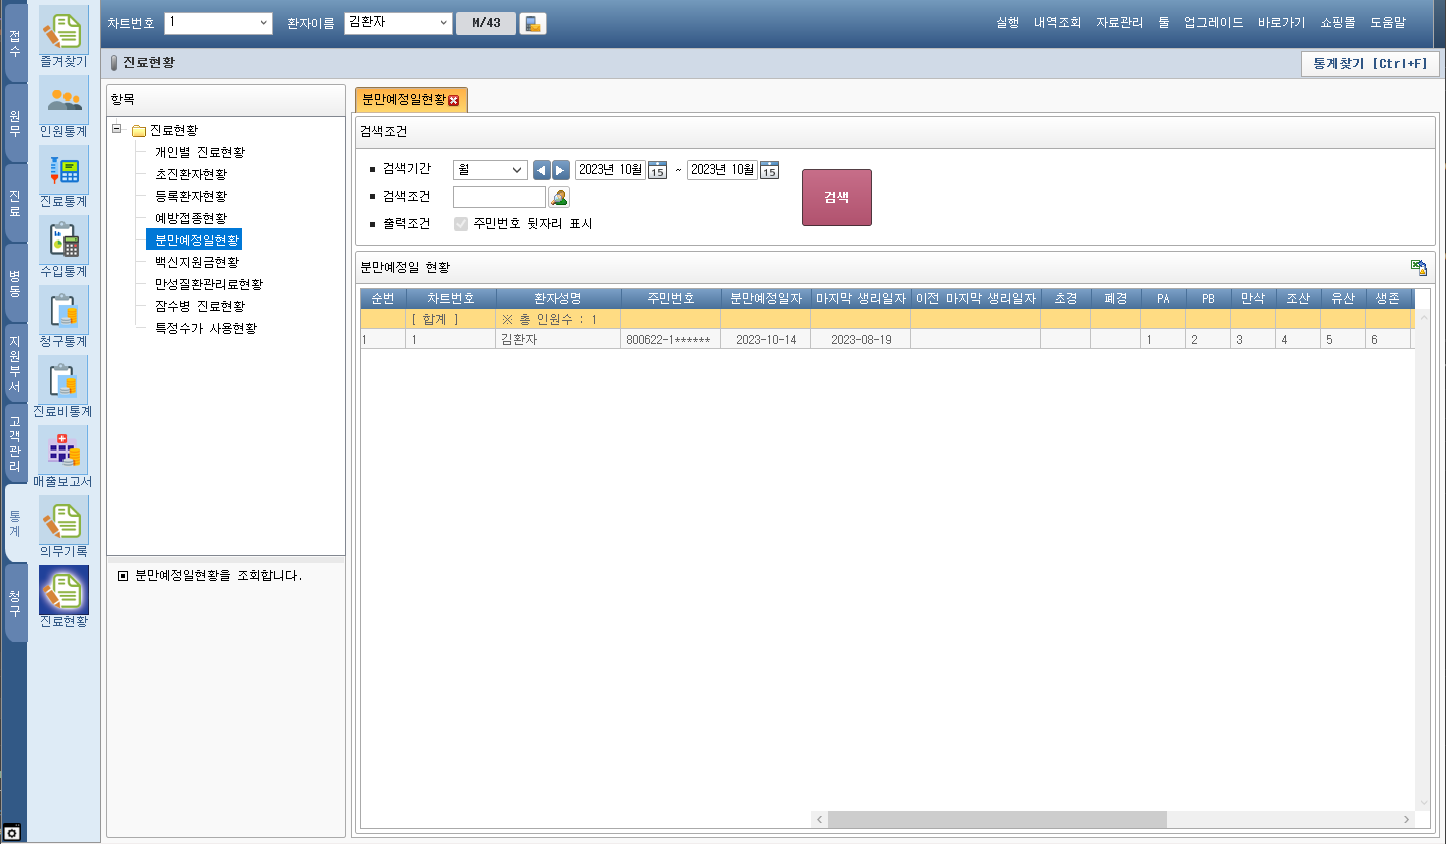 차트번호 1 환자이름 김환자 M/43 실행 내역조회 자료관리 툴 업그레이드 바로가기 쇼핑몰 도움말
접수
원무
진료
병동
지원부서
고객관리
통계
청구
즐겨찾기
인원통계
진료통계
수입통계
청구통계
진료비통계
매출보고서
의무기록
진료현황
진료현황 통계찾기 [Ctrl+F]
항목
진료현황
개인별 진료현황
초진환자현황
등록환자현황
예방접종현황
분만예정일현황
백신지원금현황
만성질환관리료현황
잠수병 진료현황
특정수가 사용현황
분만예정일현황을 조회합니다.
분만예정일현황
검색조건
검색기간 월 2023년 10월 15 ~ 2023년 10월 15
검색조건
출력조건 주민번호 뒷자리 표시
검색
분만예정일 현황
순번 차트번호 환자성명 주민번호 분만예정일자 마지막 생리일자 이전 마지막 생리일자 초경 폐경 PA PB 만삭 조산 유산 생존
[ 합계 ] ※ 총 인원수 : 1
1 1 김환자 800622-1****** 2023-10-14 2023-08-19 1 2 3 4 5 6